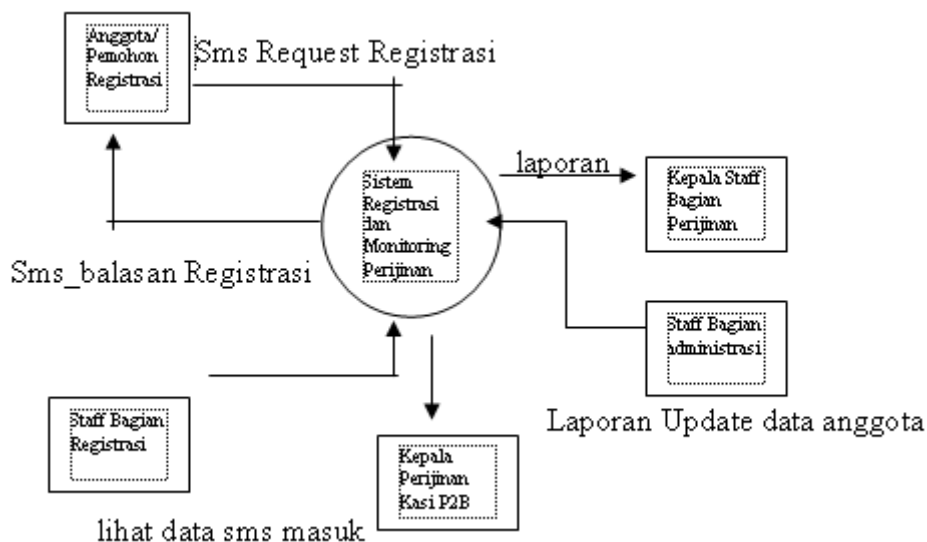 Anggota/
Pemohon
Registrasi
Sms Request Registrasi
Sistem
Registrasi
dan
Monitoring
Perijinan
laporan
Kepala Staff
Bagian
Perijinan
Sms_balasan Registrasi
Staff Bagian
administrasi
Laporan Update data anggota
Staff Bagian
Registrasi
Kepala
Perijinan
Kasi P2B
lihat data sms masuk